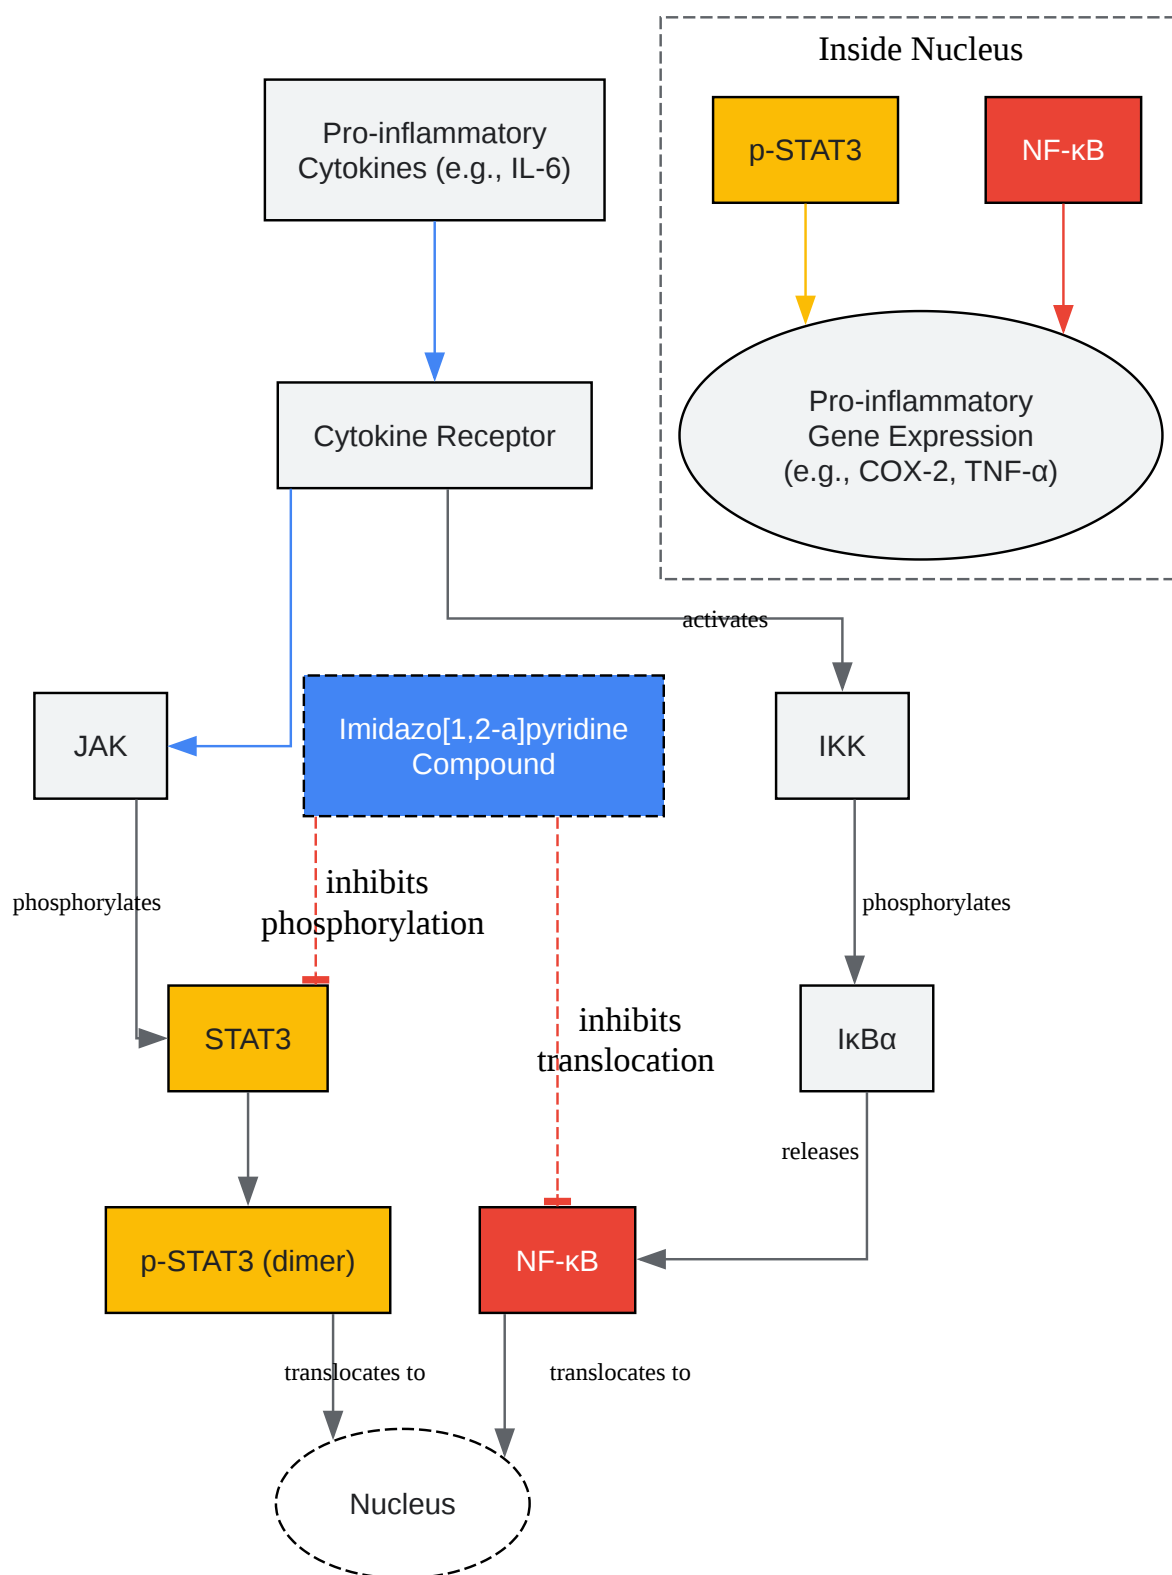 Inside Nucleus
Pro-inflammatory
Cytokines (e.g., IL-6)
p-STAT3
NF-κB
Cytokine Receptor
Pro-inflammatory
Gene Expression
(e.g., COX-2, TNF-α)
activates
JAK
Imidazo[1,2-a]pyridine
Compound
IKK
phosphorylates
inhibits
phosphorylation
phosphorylates
STAT3
inhibits
translocation
IκBα
releases
p-STAT3 (dimer)
NF-κB
translocates to
translocates to
Nucleus